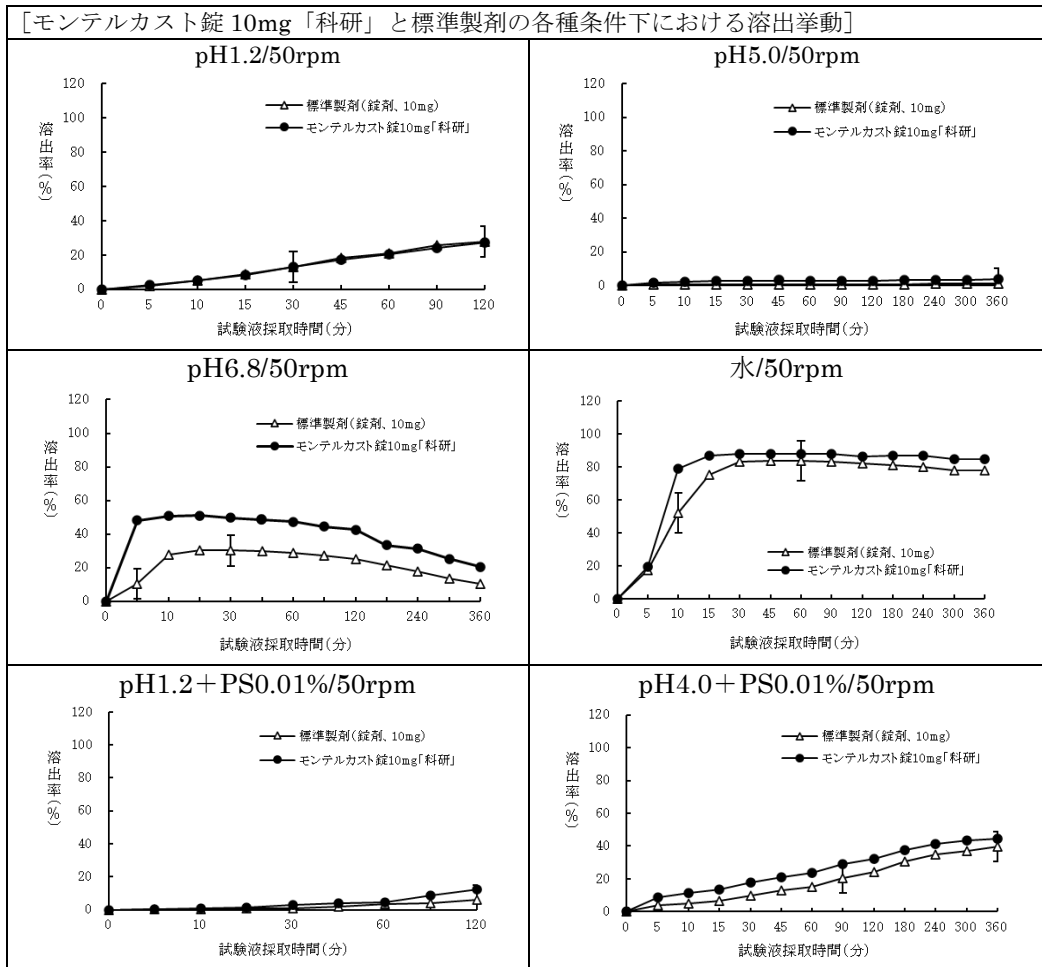 [モンテルカスト錠 10mg「科研」と標準製剤の各種条件下における溶出挙動]
pH1.2/50rpm
120
100
80
60
40
20
0
溶出率(%)
標準製剤(錠剤、10mg)
モンテルカスト錠10mg「科研」
0 5 10 15 30 45 60 90 120
試験液採取時間(分)
pH5.0/50rpm
120
100
80
60
40
20
0
溶出率(%)
標準製剤(錠剤、10mg)
モンテルカスト錠10mg「科研」
0 5 10 15 30 45 60 90 120 180 240 300 360
試験液採取時間(分)
pH6.8/50rpm
120
100
80
60
40
20
0
溶出率(%)
標準製剤(錠剤、10mg)
モンテルカスト錠10mg「科研」
0 10 30 60 120 240 360
試験液採取時間(分)
水/50rpm
120
100
80
60
40
20
0
溶出率(%)
標準製剤(錠剤、10mg)
モンテルカスト錠10mg「科研」
0 5 10 15 30 45 60 90 120 180 240 300 360
試験液採取時間(分)
pH1.2+PS0.01%/50rpm
120
100
80
60
40
20
0
溶出率(%)
標準製剤(錠剤、10mg)
モンテルカスト錠10mg「科研」
0 10 30 60 120
試験液採取時間(分)
pH4.0+PS0.01%/50rpm
120
100
80
60
40
20
0
溶出率(%)
標準製剤(錠剤、10mg)
モンテルカスト錠10mg「科研」
0 5 10 15 30 45 60 90 120 180 240 300 360
試験液採取時間(分)